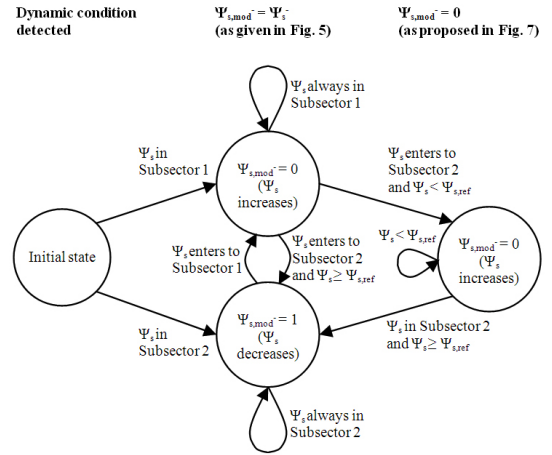 Dynamic condition detected
Ψs,mod⁻ = Ψs⁻
(as given in Fig. 5)
Ψs,mod⁻ = 0
(as proposed in Fig. 7)
Ψs always in
Subsector 1
Ψs in
Subsector 1
Ψs,mod⁻ = 0
(Ψs
increases)
Ψs enters to
Subsector 2
and Ψs < Ψs,ref
Initial state
Ψs enters to
Subsector 1
Ψs enters to
Subsector 2
and Ψs ≥ Ψs,ref
Ψs < Ψs,ref
Ψs,mod⁻ = 0
(Ψs
increases)
Ψs in
Subsector 2
Ψs,mod⁻ = 1
(Ψs
decreases)
Ψs in Subsector 2
and Ψs ≥ Ψs,ref
Ψs always in
Subsector 2